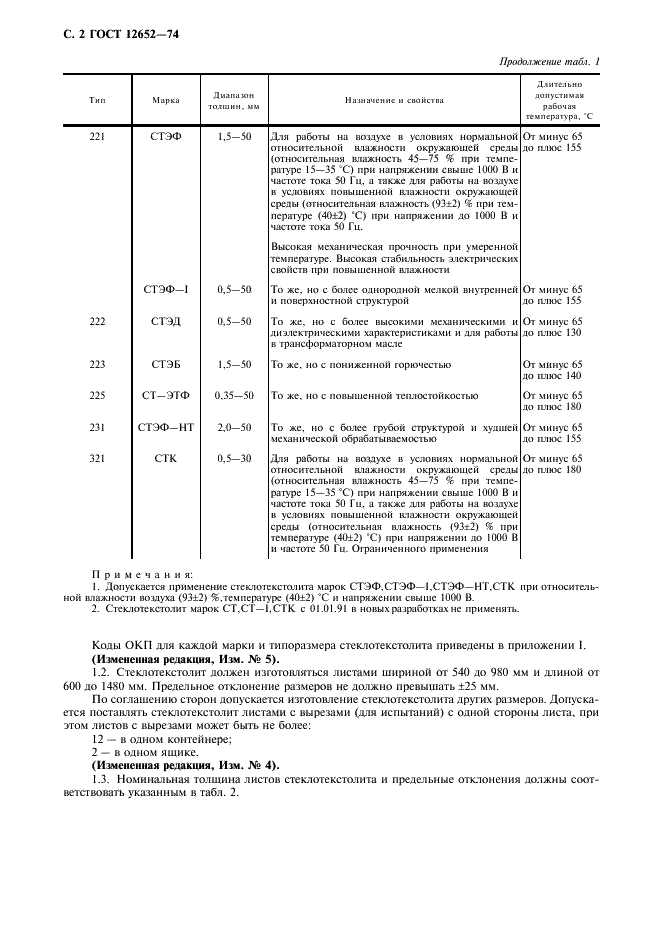 С. 2 ГОСТ 12652—74
Продолжение табл. 1
Тип
Марка
Диапазон
толшин, мм
Назначение и свойства
Длительно
допустимая
рабочая
температура, °С
221
СТЭФ
1,5—50
Для работы на воздухе в условиях нормальной
относительной влажности окружающей среды
(относительная влажность 45—75 % при темпе-
ратуре 15—35 °С) при напряжении свыше 1000 В и
частоте тока 50 Гц, а также для работы на воздухе
в условиях повышенной влажности окружающей
среды (относительная влажность (93±2) % при тем-
пературе (40±2) °С) при напряжении до 1000 В и
частоте тока 50 Гц.
Высокая механическая прочность при умеренной
температуре. Высокая стабильность электрических
свойств при повышенной влажности
От минус 65
до плюс 155
СТЭФ—I
0,5—50
То же, но с более однородной мелкой внутренней
и поверхностной структурой
От минус 65
до плюс 155
222
СТЭД
0,5—50
То же, но с более высокими механическими и
диэлектрическими характеристиками и для работы
в трансформаторном масле
От минус 65
до плюс 130
223
СТЭБ
1,5—50
То же, но с пониженной горючестью
От минус 65
до плюс 140
225
СТ—ЭТФ
0,35—50
То же, но с повышенной теплостойкостью
От минус 65
до плюс 180
231
СТЭФ—НТ
2,0—50
То же, но с более грубой структурой и худшей
механической обрабатываемостью
От минус 65
до плюс 155
321
СТК
0,5—30
Для работы на воздухе в условиях нормальной
относительной влажности окружающей среды
(относительная влажность 45—75 % при темпе-
ратуре 15—35 °С) при напряжении свыше 1000 В и
частоте тока 50 Гц, а также для работы на воздухе
в условиях повышенной влажности окружающей
среды (относительная влажность (93±2) % при
температуре (40±2) °С) при напряжении до 1000 В
и частоте 50 Гц. Ограниченного применения
От минус 65
до плюс 180
Примечания:
1. Допускается применение стеклотекстолита марок СТЭФ,СТЭФ—I,СТЭФ—НТ,СТК при относитель-
ной влажности воздуха (93±2) %,температуре (40±2) °С и напряжении свыше 1000 В.
2. Стеклотекстолит марок СТ,СТ—I,СТК с 01.01.91 в новых разработках не применять.
Коды ОКП для каждой марки и типоразмера стеклотекстолита приведены в приложении I.
(Измененная редакция, Изм. № 5).
1.2. Стеклотекстолит должен изготовляться листами шириной от 540 до 980 мм и длиной от
600 до 1480 мм. Предельное отклонение размеров не должно превышать ±25 мм.
По соглашению сторон допускается изготовление стеклотекстолита других размеров. Допуска-
ется поставлять стеклотекстолит листами с вырезами (для испытаний) с одной стороны листа, при
этом листов с вырезами может быть не более:
12 — в одном контейнере;
2 — в одном ящике.
(Измененная редакция, Изм. № 4).
1.3. Номинальная толщина листов стеклотекстолита и предельные отклонения должны соот-
ветствовать указанным в табл. 2.